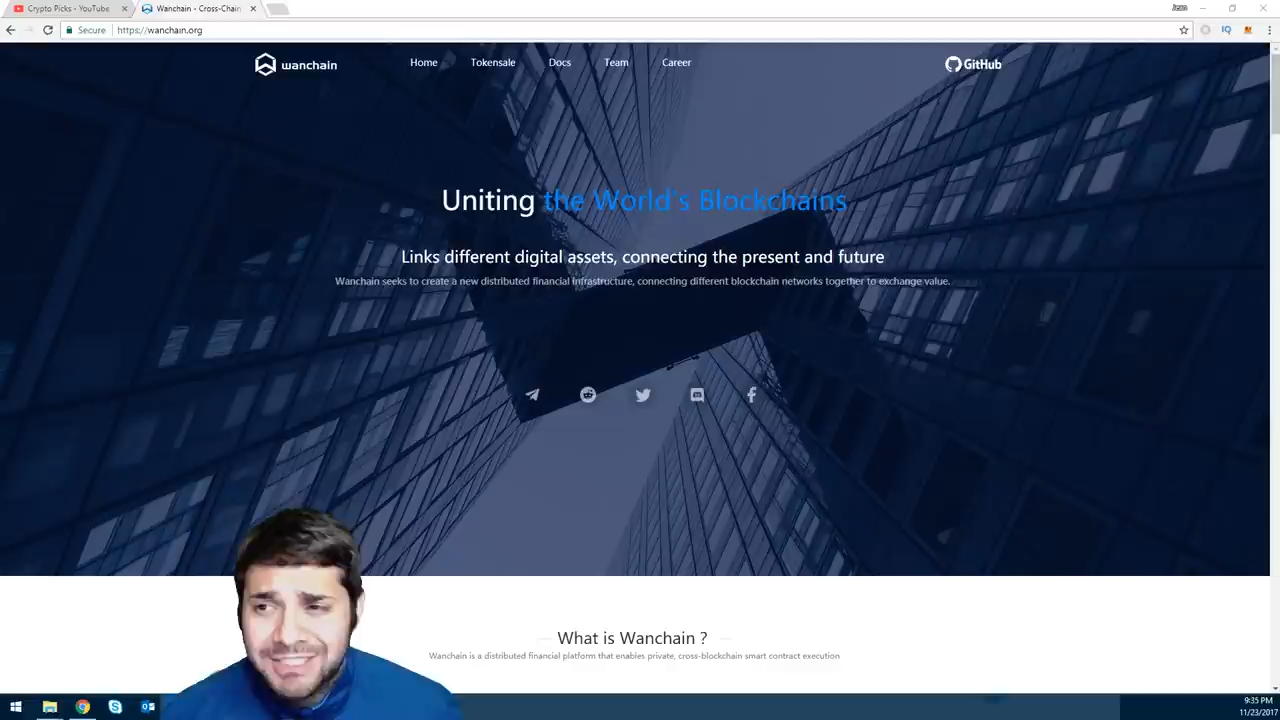 Crypto Picks - YouTube
Wanchain - Cross-Chain
Secure
https://wanchain.org
IQ
wanchain
Home
Tokensale
Docs
Team
Career
GitHub
Uniting the World's Blockchains
Links different digital assets, connecting the present and future
Wanchain seeks to create a new distributed financial infrastructure, connecting different blockchain networks together to exchange value.
What is Wanchain ?
Wanchain is a distributed financial platform that enables private, cross-blockchain smart contract execution
9:35 PM
11/23/2017